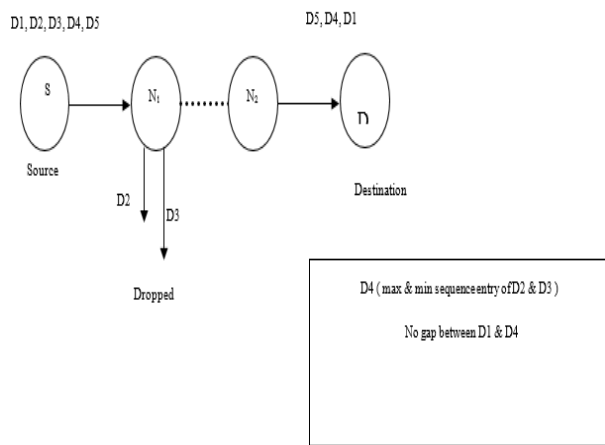 D1, D2, D3, D4, D5
D5, D4, D1
S
N₁
N₂
D
Source
Destination
D2
D3
Dropped
D4 ( max & min sequence entry of D2 & D3 )
No gap between D1 & D4